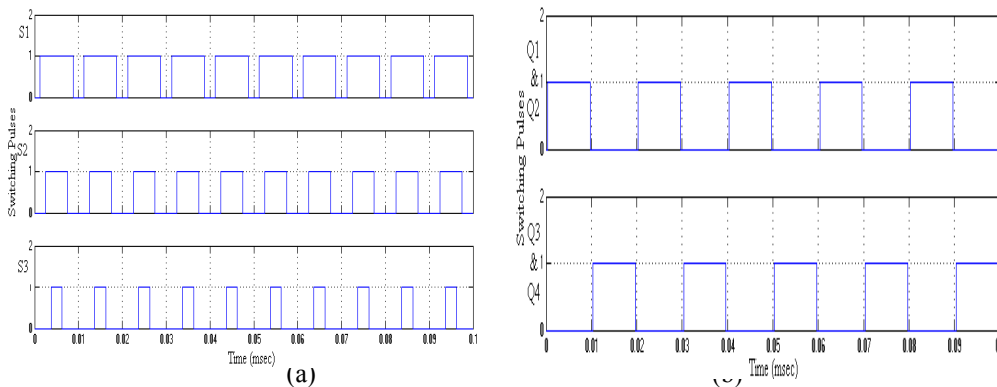 2
S1
1
0
2
S2
1
0
2
S3
1
0
Switching Pulses
0 0.01 0.02 0.03 0.04 0.05 0.06 0.07 0.08 0.09 0.1
Time (msec)
(a)
2
Q1
&1
Q2
0
2
Q3
&1
Q4
0
Switching Pulses
0 0.01 0.02 0.03 0.04 0.05 0.06 0.07 0.08 0.09
Time (msec)